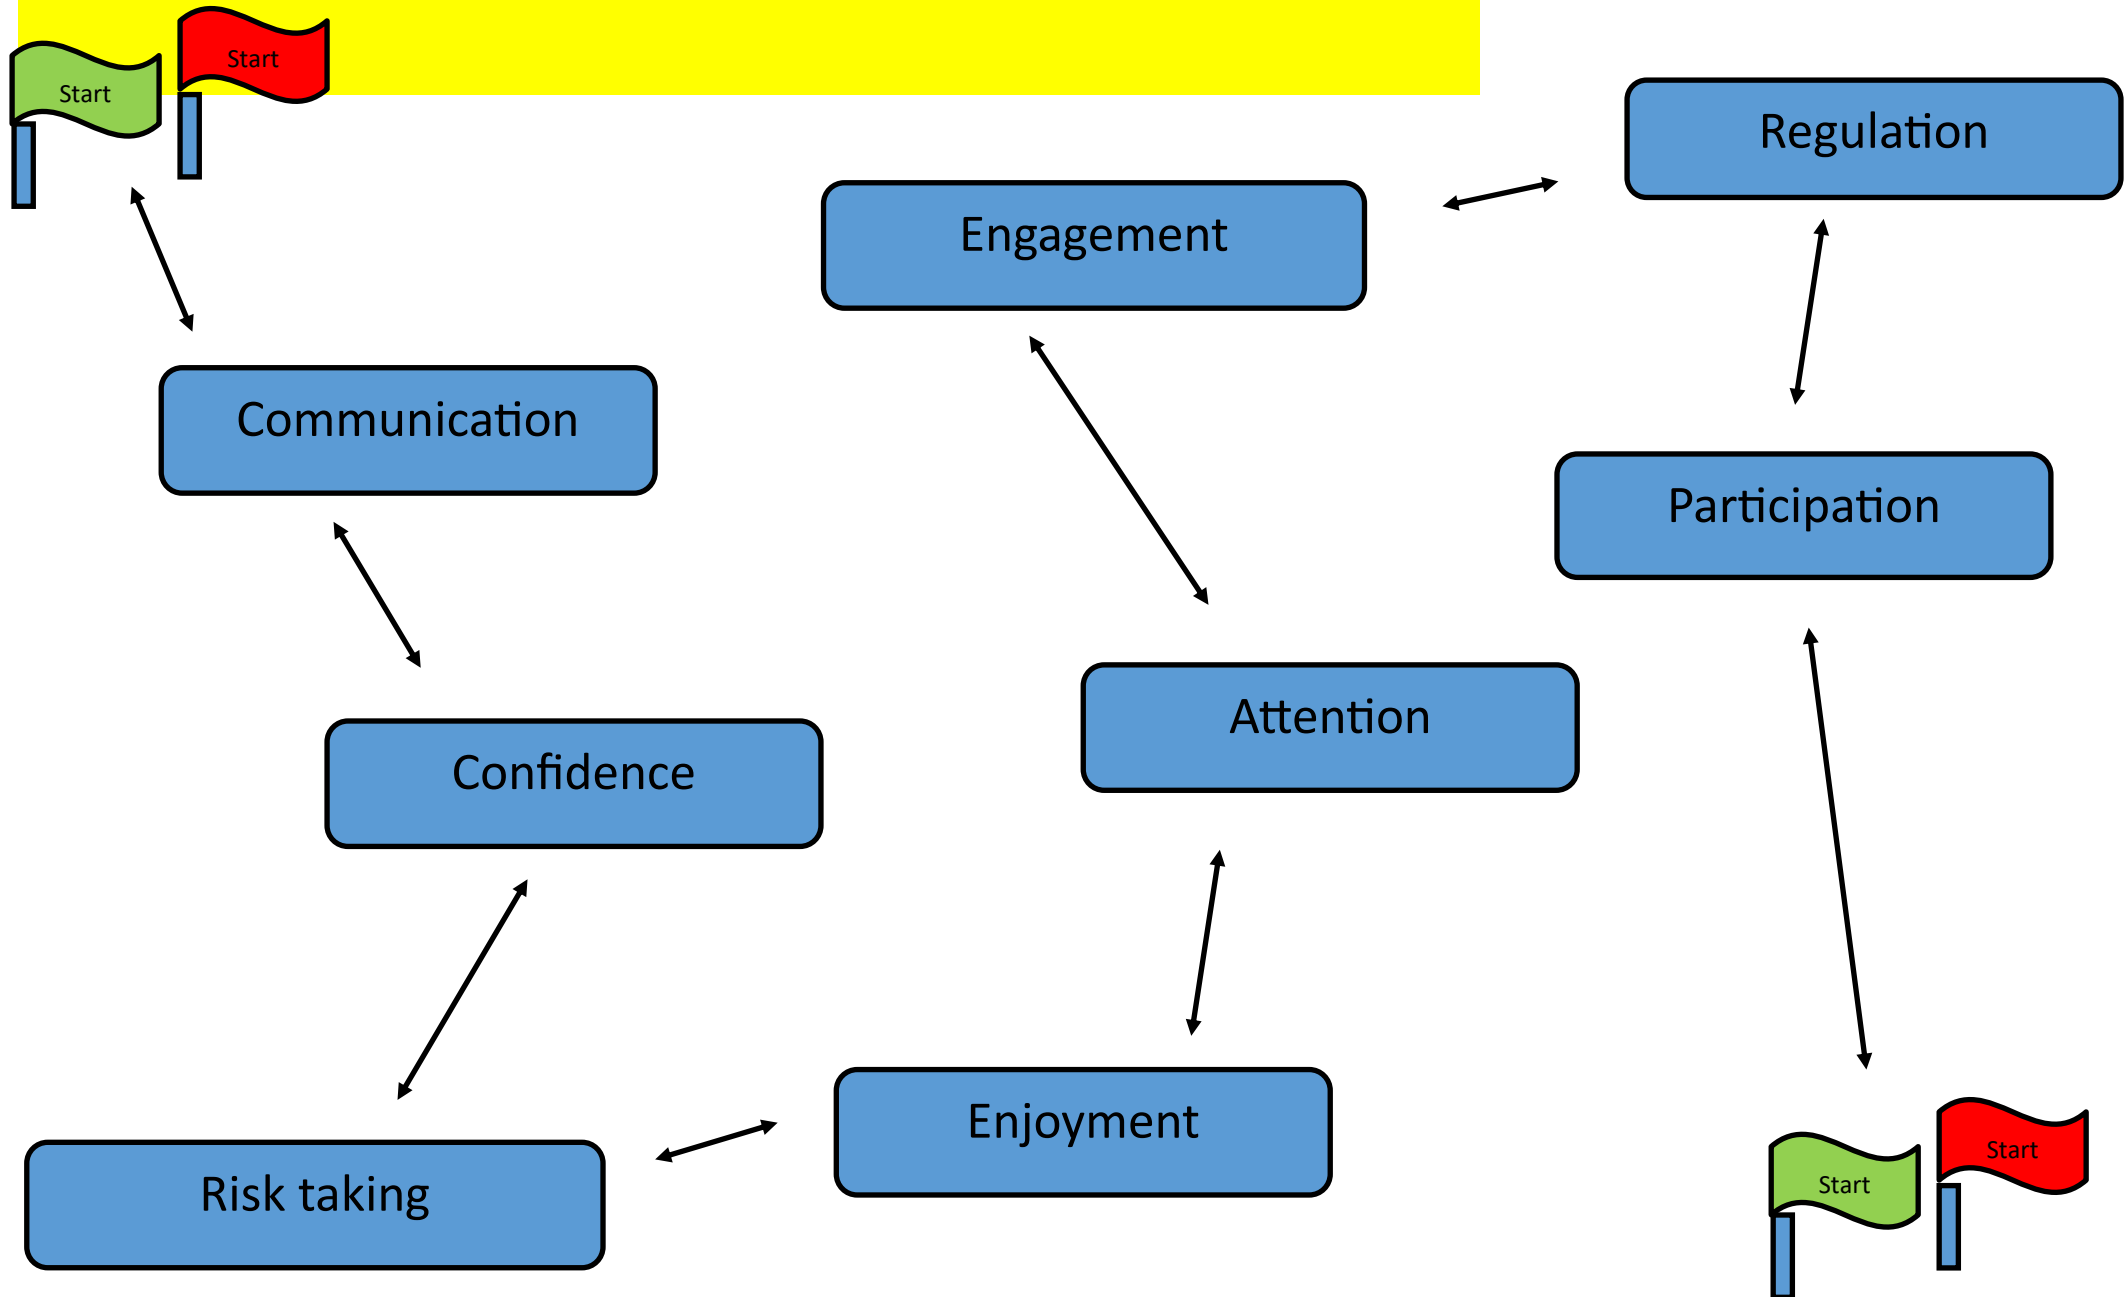 Start
Start
Regulation
Engagement
Communication
Participation
Attention
Confidence
Enjoyment
Risk taking
Start
Start